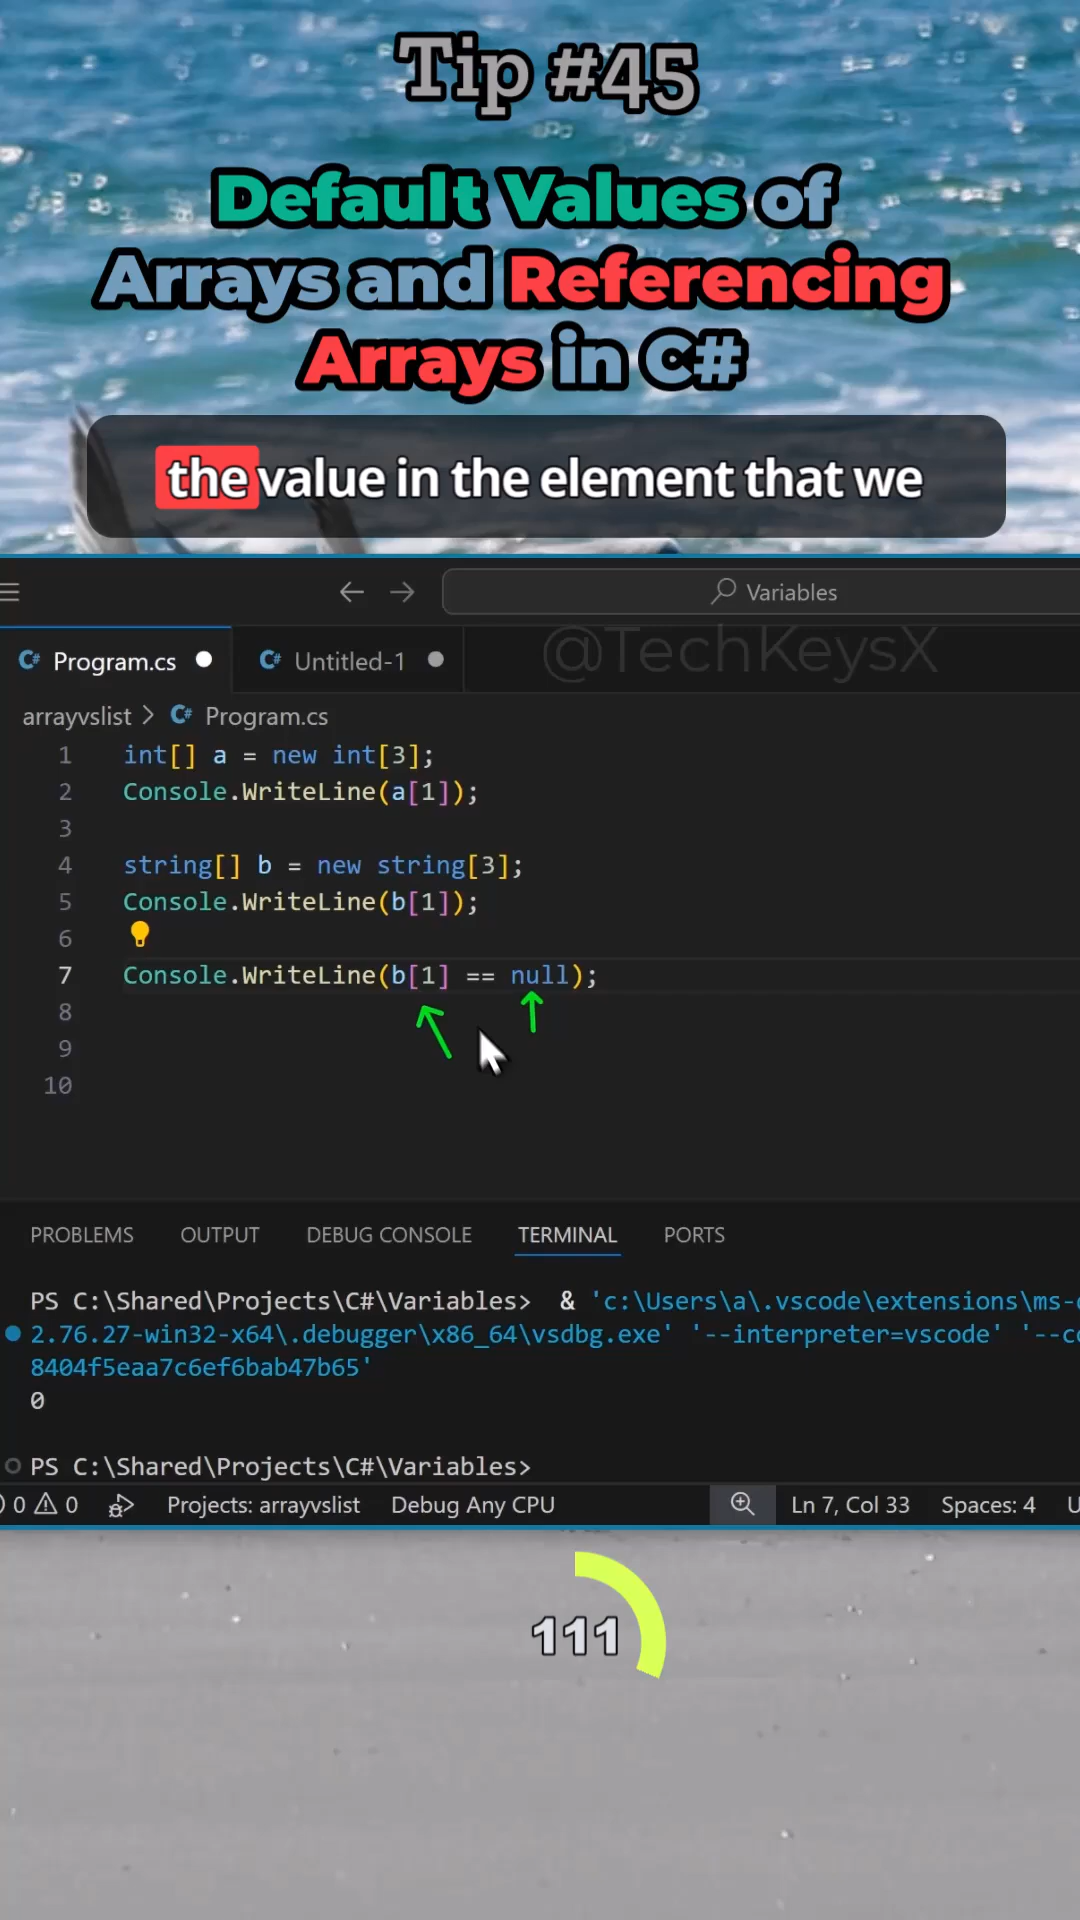 Tip #45
Default Values of
Arrays and Referencing
Arrays in C#
the value in the element that we
Variables
C# Program.cs
C# Untitled-1
@TechKeysX
arrayvslist > C# Program.cs
1 int[] a = new int[3];
2 Console.WriteLine(a[1]);
3
4 string[] b = new string[3];
5 Console.WriteLine(b[1]);
6
7 Console.WriteLine(b[1] == null);
8
9
10
PROBLEMS OUTPUT DEBUG CONSOLE TERMINAL PORTS
PS C:\Shared\Projects\C#\Variables> & 'c:\Users\a\.vscode\extensions\ms-
2.76.27-win32-x64\.debugger\x86_64\vsdbg.exe' '--interpreter=vscode' '--c
8404f5eaa7c6ef6bab47b65'
0
PS C:\Shared\Projects\C#\Variables>
0 0 Projects: arrayvslist Debug Any CPU Ln 7, Col 33 Spaces: 4 U
111